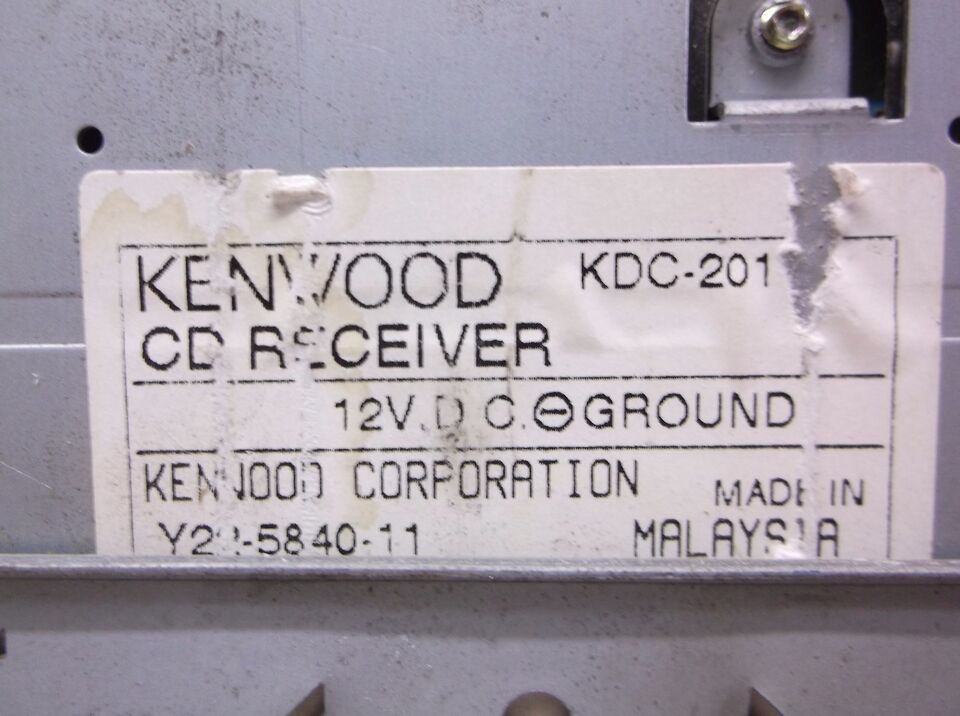 KENWOOD KDC-201
CD RECEIVER
12V.D.C.⊖GROUND
KENWOOD CORPORATION MADE IN
MALAYSIA